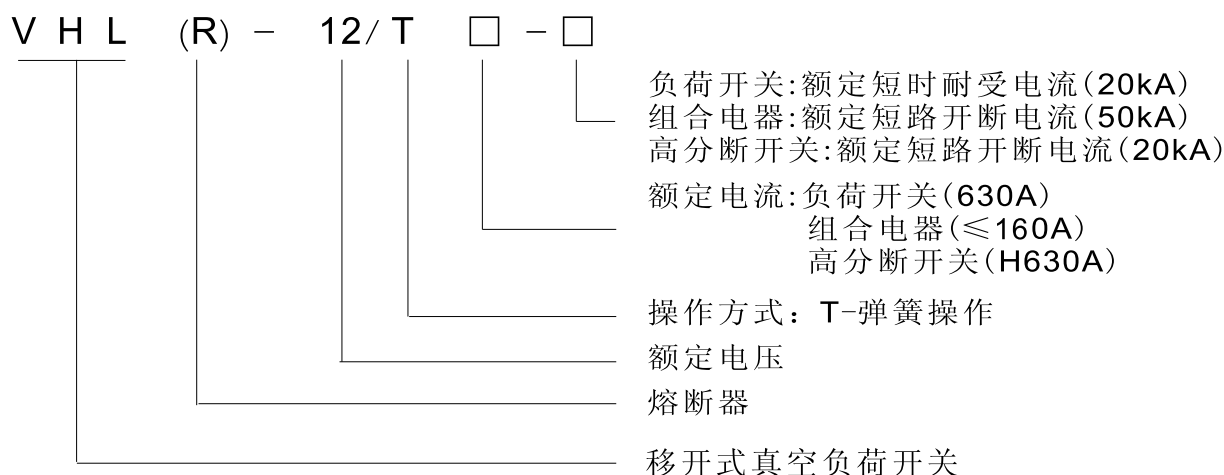 VHL (R)- 12/T □-□
负荷开关:额定短时耐受电流(20kA)
组合电器:额定短路开断电流(50kA)
高分断开关:额定短路开断电流(20kA)
额定电流:负荷开关(630A)
组合电器(≤160A)
高分断开关(H630A)
操作方式：T-弹簧操作
额定电压
熔断器
移开式真空负荷开关